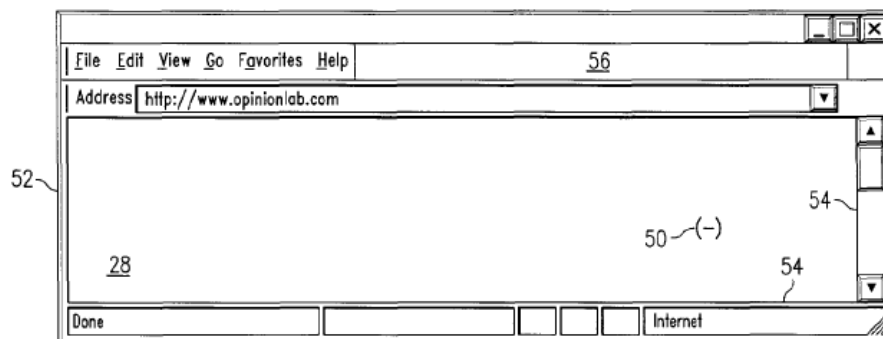 File Edit View Go Favorites Help 56
Address http://www.opinionlab.com
52
54
50 (-)
28
54
Done Internet